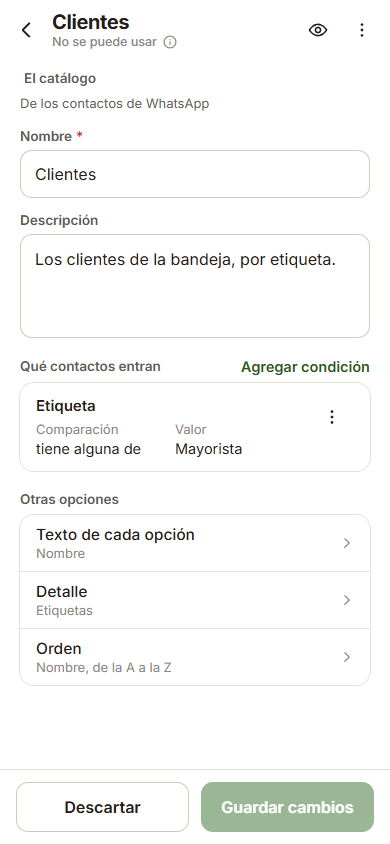 Clientes
No se puede usar
El catálogo
De los contactos de WhatsApp
Nombre *
Clientes
Descripción
Los clientes de la bandeja, por etiqueta.
Qué contactos entran
Agregar condición
Etiqueta
Comparación
Valor
tiene alguna de
Mayorista
Otras opciones
Texto de cada opción
Nombre
Detalle
Etiquetas
Orden
Nombre, de la A a la Z
Descartar
Guardar cambios